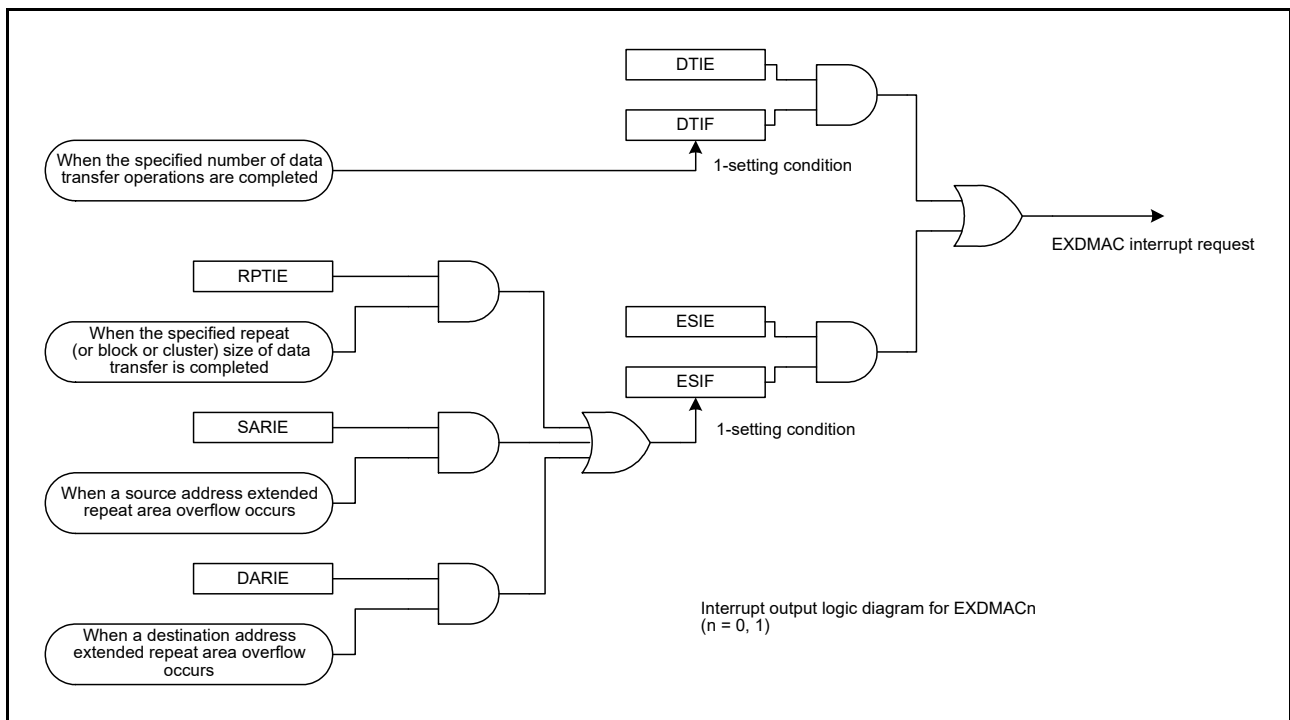 DTIE
DTIF
When the specified number of data
transfer operations are completed
1-setting condition
EXDMAC interrupt request
RPTIE
When the specified repeat
(or block or cluster) size of data
transfer is completed
ESIE
ESIF
1-setting condition
SARIE
When a source address extended
repeat area overflow occurs
DARIE
When a destination address
extended repeat area overflow
occurs
Interrupt output logic diagram for EXDMACn
(n = 0, 1)